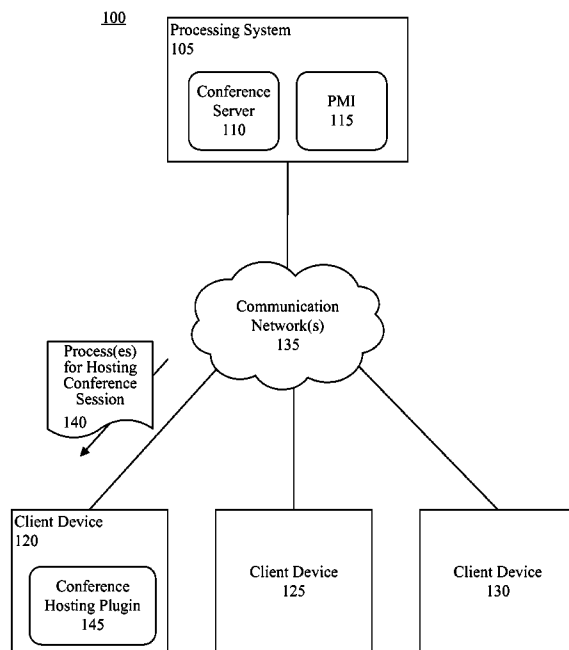 100
Processing System
105
Conference
Server
110
PMI
115
Communication
Network(s)
135
Process(es)
for Hosting
Conference
Session
140
Client Device
120
Conference
Hosting Plugin
145
Client Device
125
Client Device
130